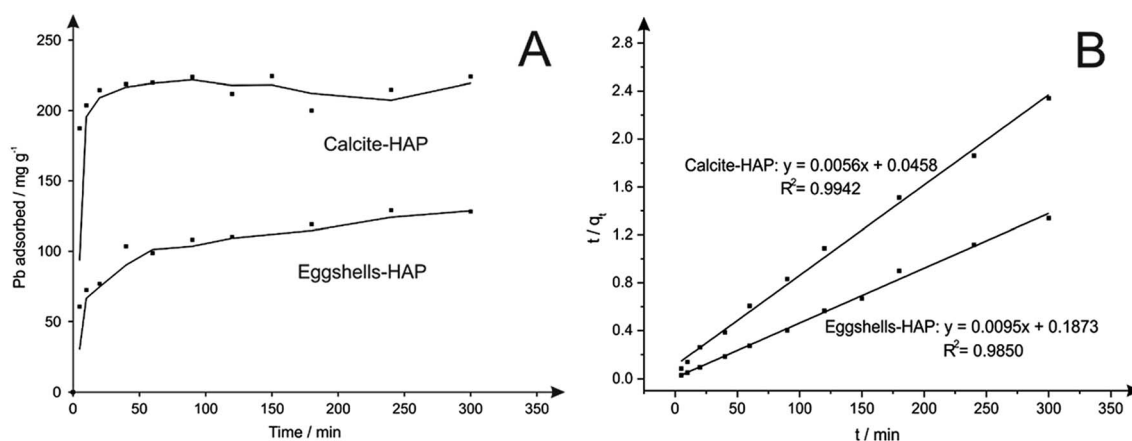 A
250
200
150
100
50
0
Pb adsorbed / mg g-1
Calcite-HAP
Eggshells-HAP
0 50 100 150 200 250 300 350
Time / min
B
2.8
2.4
2.0
1.6
1.2
0.8
0.4
0.0
t / qt
Calcite-HAP: y = 0.0056x + 0.0458
R2= 0.9942
Eggshells-HAP: y = 0.0095x + 0.1873
R2= 0.9850
0 50 100 150 200 250 300 350
t / min